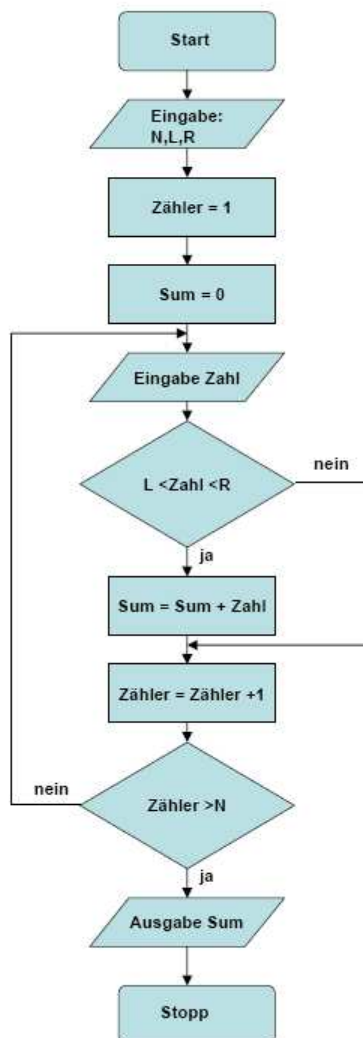 Start
Eingabe:
N,L,R
Zähler = 1
Sum = 0
Eingabe Zahl
L <Zahl <R
nein
ja
Sum = Sum + Zahl
Zähler = Zähler +1
nein
Zähler >N
ja
Ausgabe Sum
Stopp